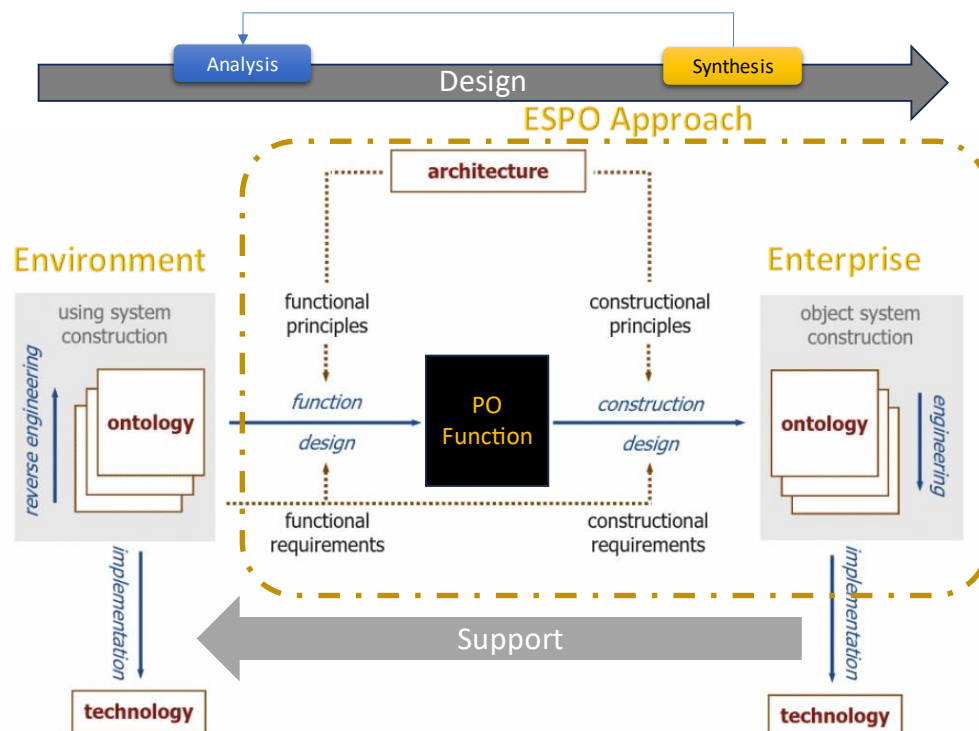 Analysis
Synthesis
Design
ESPO Approach
architecture
Environment
Enterprise
using system
construction
functional
principles
constructional
principles
object system
construction
reverse engineering
ontology
function
design
PO
Function
construction
design
ontology
engineering
functional
requirements
constructional
requirements
implementation
implementation
Support
technology
technology